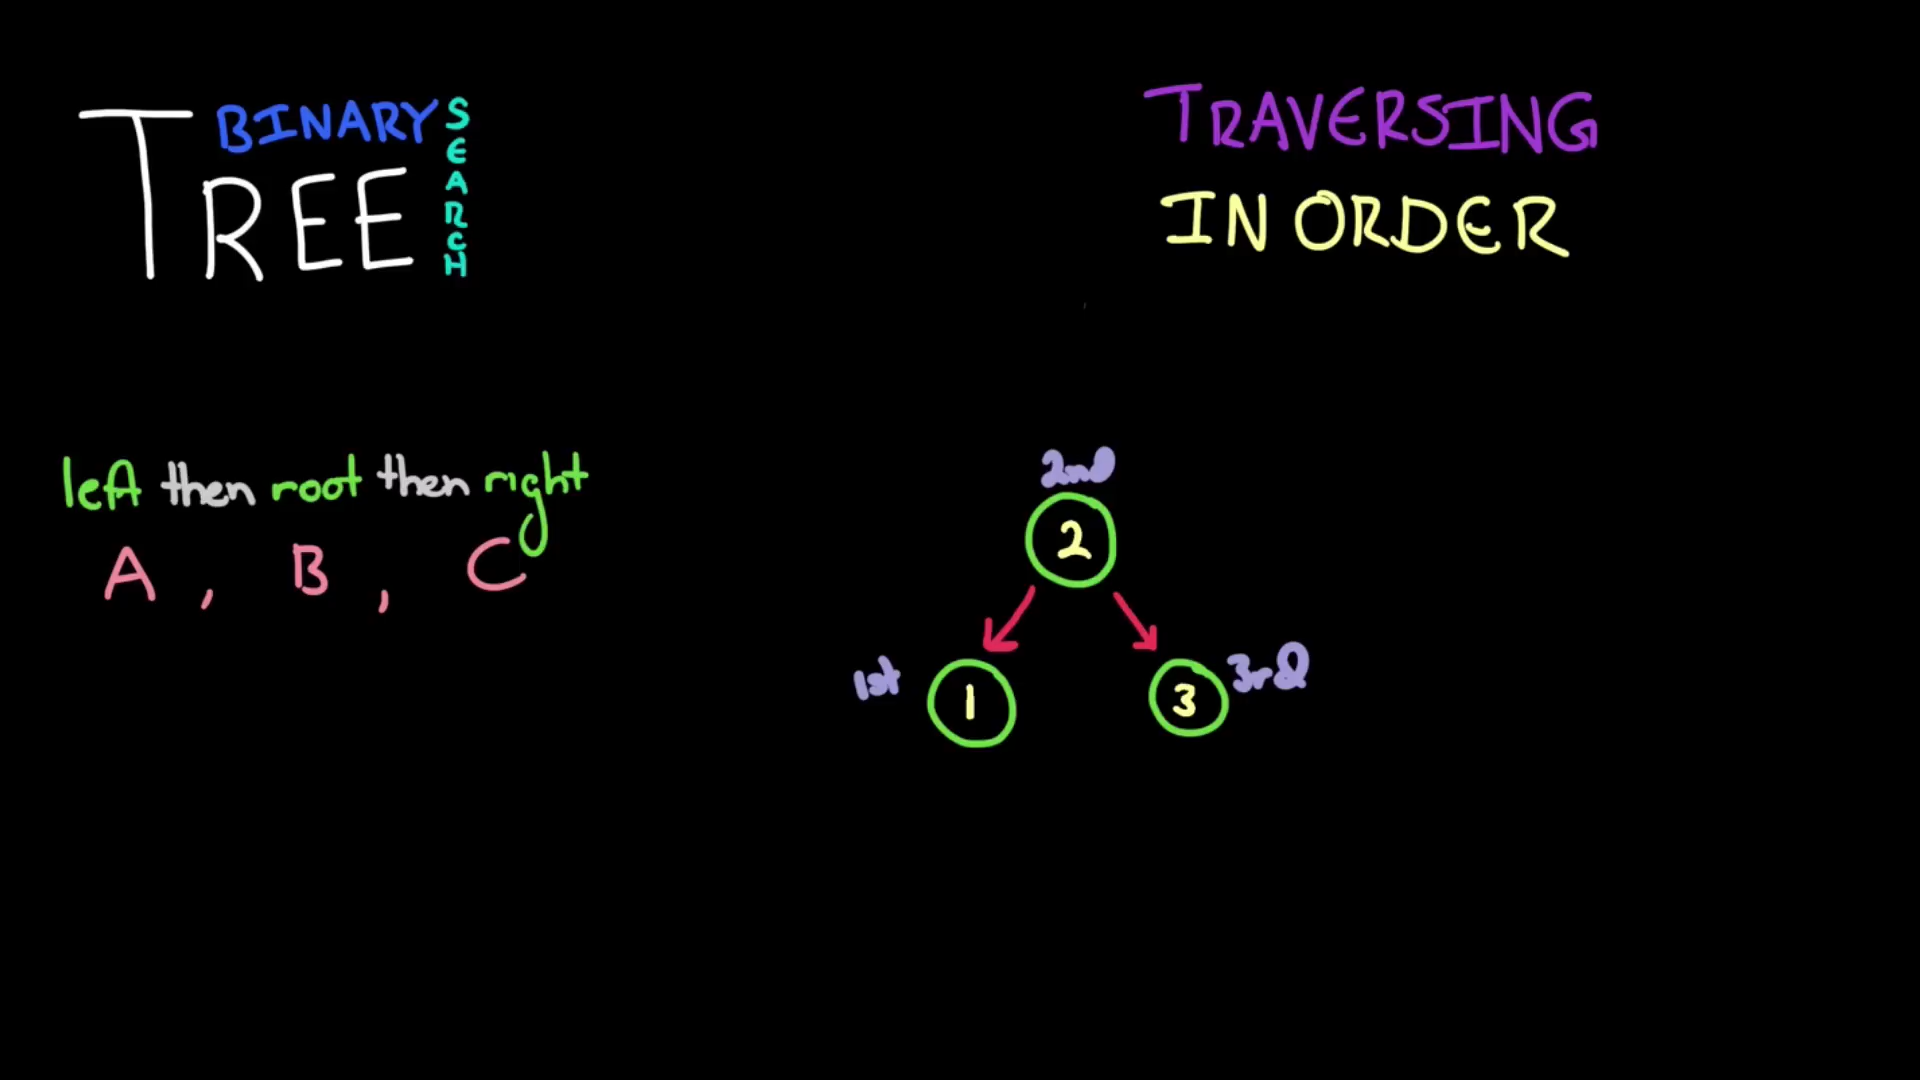 BINARY
TREE
SEARCH
TRAVERSING
IN ORDER
left then root then right
A , B , C
2nd
2
1st
1
3
3rd